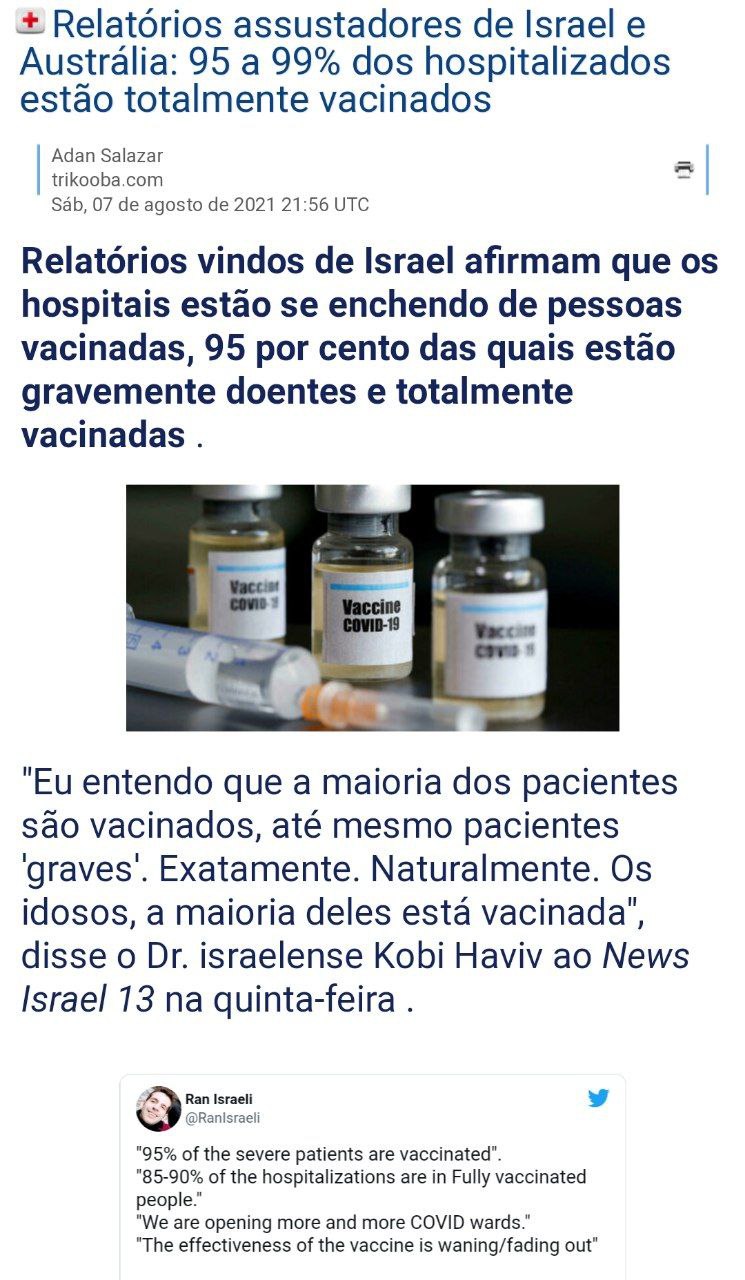 Relatórios assustadores de Israel e
Austrália: 95 a 99% dos hospitalizados
estão totalmente vacinados
Adan Salazar
trikooba.com
Sáb, 07 de agosto de 2021 21:56 UTC
Relatórios vindos de Israel afirmam que os
hospitais estão se enchendo de pessoas
vacinadas, 95 por cento das quais estão
gravemente doentes e totalmente
vacinadas .
Vaccine
COVID-19
Vaccine
COVID-19
Vaccine
COVID-19
"Eu entendo que a maioria dos pacientes
são vacinados, até mesmo pacientes
'graves'. Exatamente. Naturalmente. Os
idosos, a maioria deles está vacinada",
disse o Dr. israelense Kobi Haviv ao News
Israel 13 na quinta-feira .
Ran Israeli
@RanIsraeli
"95% of the severe patients are vaccinated".
"85-90% of the hospitalizations are in Fully vaccinated
people."
"We are opening more and more COVID wards."
"The effectiveness of the vaccine is waning/fading out"